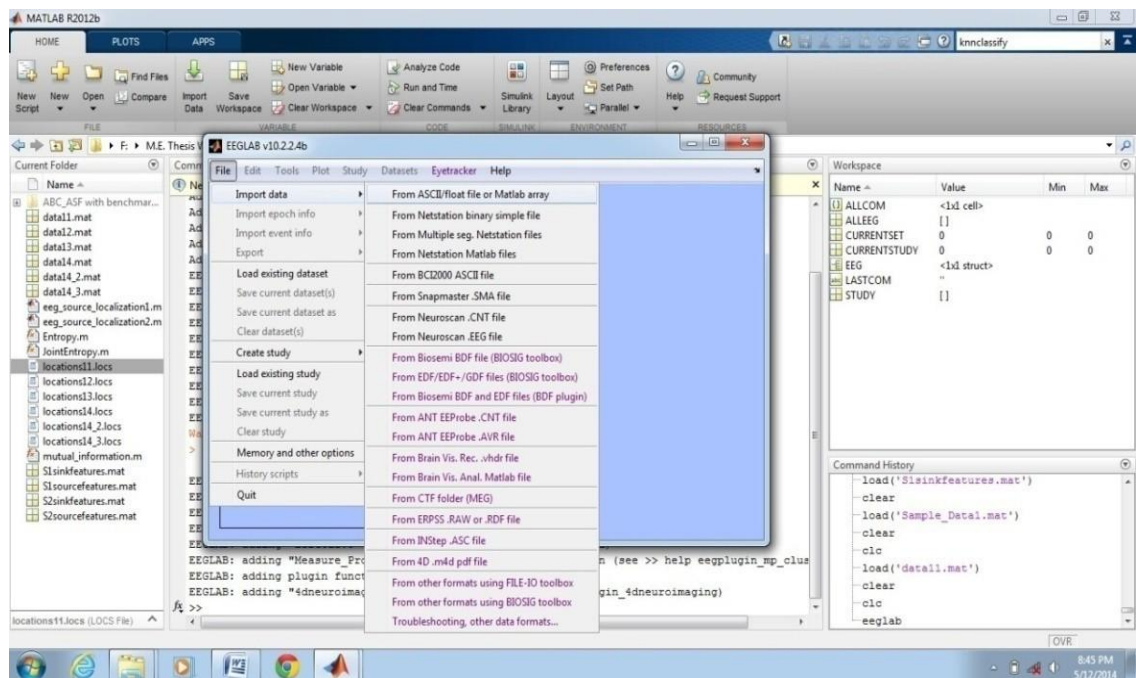 MATLAB R2012b
HOME PLOTS APPS knnclassify
Find Files New Variable Analyze Code Preferences Community
Compare Open Variable Run and Time Set Path Request Support
New Script New Open Import Data Save Workspace Clear Workspace Clear Commands Simulink Library Layout Parallel Help
FILE VARIABLE CODE SIMULINK ENVIRONMENT RESOURCES
F: M.E. Thesis
Current Folder
Name
ABC_ASF with benchmar...
data11.mat
data12.mat
data13.mat
data14.mat
data14_2.mat
data14_3.mat
eeg_source_localization1.m
eeg_source_localization2.m
Entropy.m
JointEntropy.m
locations11.locs
locations12.locs
locations13.locs
locations14.locs
locations14_2.locs
locations14_3.locs
mutual_information.m
S1sinkfeatures.mat
S1sourcefeatures.mat
S2sinkfeatures.mat
S2sourcefeatures.mat
locations11.locs (LOCS File)
EEGLAB v10.2.2.4b
File Edit Tools Plot Study Datasets Eyetracker Help
Import data
Import epoch info
Import event info
Export
Load existing dataset
Save current dataset(s)
Save current dataset as
Clear dataset(s)
Create study
Load existing study
Save current study
Save current study as
Clear study
Memory and other options
History scripts
Quit
From ASCII/float file or Matlab array
From Netstation binary simple file
From Multiple seg. Netstation files
From Netstation Matlab files
From BCI2000 ASCII file
From Snapmaster .SMA file
From Neuroscan .CNT file
From Neuroscan .EEG file
From Biosemi BDF file (BIOSIG toolbox)
From EDF/EDF+/GDF files (BIOSIG toolbox)
From Biosemi BDF and EDF files (BDF plugin)
From ANT EEProbe .CNT file
From ANT EEProbe .AVR file
From Brain Vis. Rec. .vhdr file
From Brain Vis. Anal. Matlab file
From CTF folder (MEG)
From ERPSS .RAW or .RDF file
From INStep .ASC file
From 4D .m4d pdf file
From other formats using FILE-IO toolbox
From other formats using BIOSIG toolbox
Troubleshooting, other data formats...
EEGLAB: adding "Measure_Pro n (see >> help eegplugin_mp_clus
EEGLAB: adding plugin funct
EEGLAB: adding "4dneuroimag gin_4dneuroimaging)
fx >>
Workspace
Name Value Min Max
ALLCOM <1x1 cell>
ALLEEG []
CURRENTSET 0 0 0
CURRENTSTUDY 0 0 0
EEG <1x1 struct>
LASTCOM ''
STUDY []
Command History
load('S1sinkfeatures.mat')
clear
load('Sample_Data1.mat')
clear
clc
load('data11.mat')
clear
clc
eeglab
OVR
8:45 PM
5/12/2014